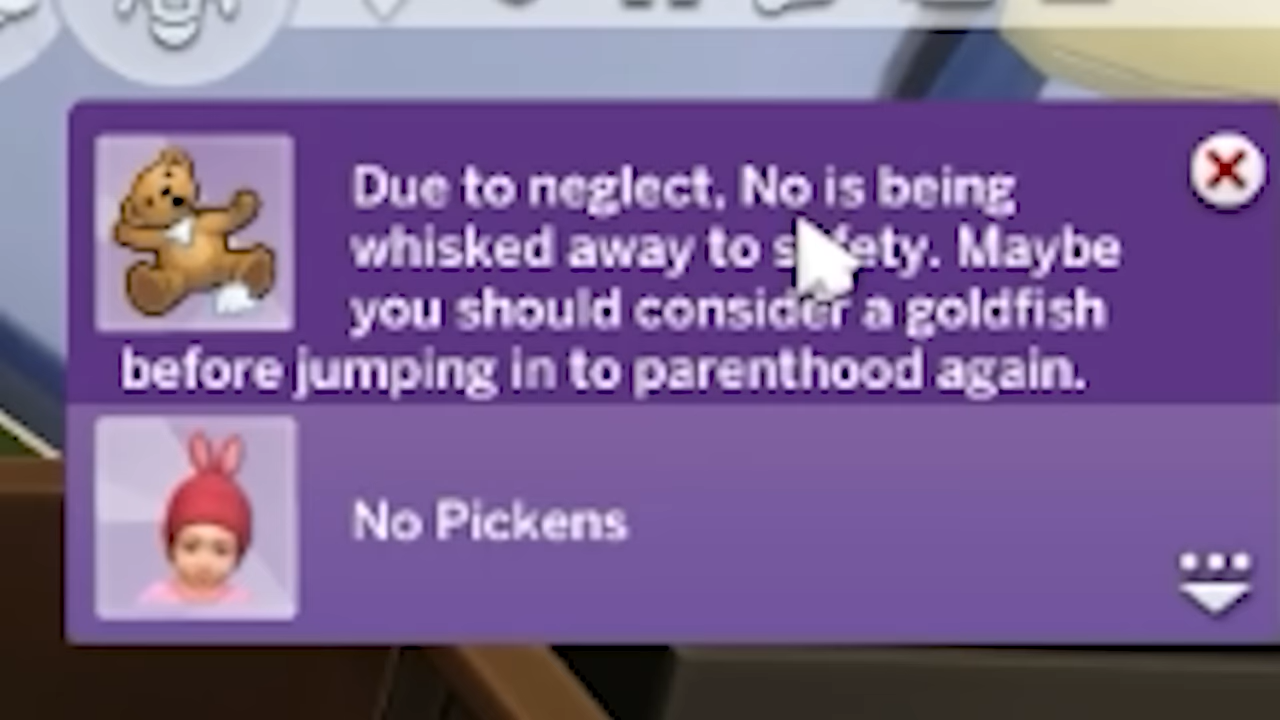 Due to neglect, No is being
whisked away to safety. Maybe
you should consider a goldfish
before jumping in to parenthood again.
No Pickens